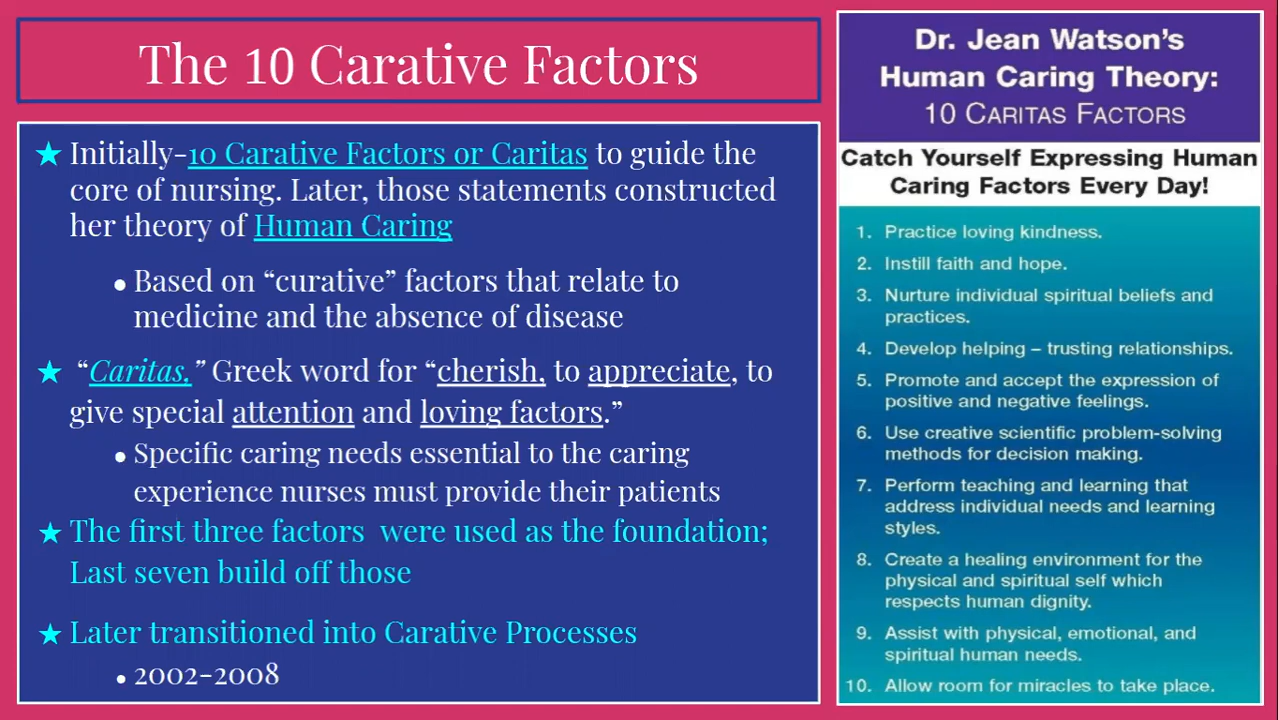 The 10 Carative Factors
★ Initially-10 Carative Factors or Caritas to guide the
core of nursing. Later, those statements constructed
her theory of Human Caring
● Based on “curative” factors that relate to
medicine and the absence of disease
★ “Caritas,” Greek word for “cherish, to appreciate, to
give special attention and loving factors.”
● Specific caring needs essential to the caring
experience nurses must provide their patients
★ The first three factors were used as the foundation;
Last seven build off those
★ Later transitioned into Carative Processes
● 2002-2008
Dr. Jean Watson’s
Human Caring Theory:
10 CARITAS FACTORS
Catch Yourself Expressing Human
Caring Factors Every Day!
1. Practice loving kindness.
2. Instill faith and hope.
3. Nurture individual spiritual beliefs and
practices.
4. Develop helping – trusting relationships.
5. Promote and accept the expression of
positive and negative feelings.
6. Use creative scientific problem-solving
methods for decision making.
7. Perform teaching and learning that
address individual needs and learning
styles.
8. Create a healing environment for the
physical and spiritual self which
respects human dignity.
9. Assist with physical, emotional, and
spiritual human needs.
10. Allow room for miracles to take place.